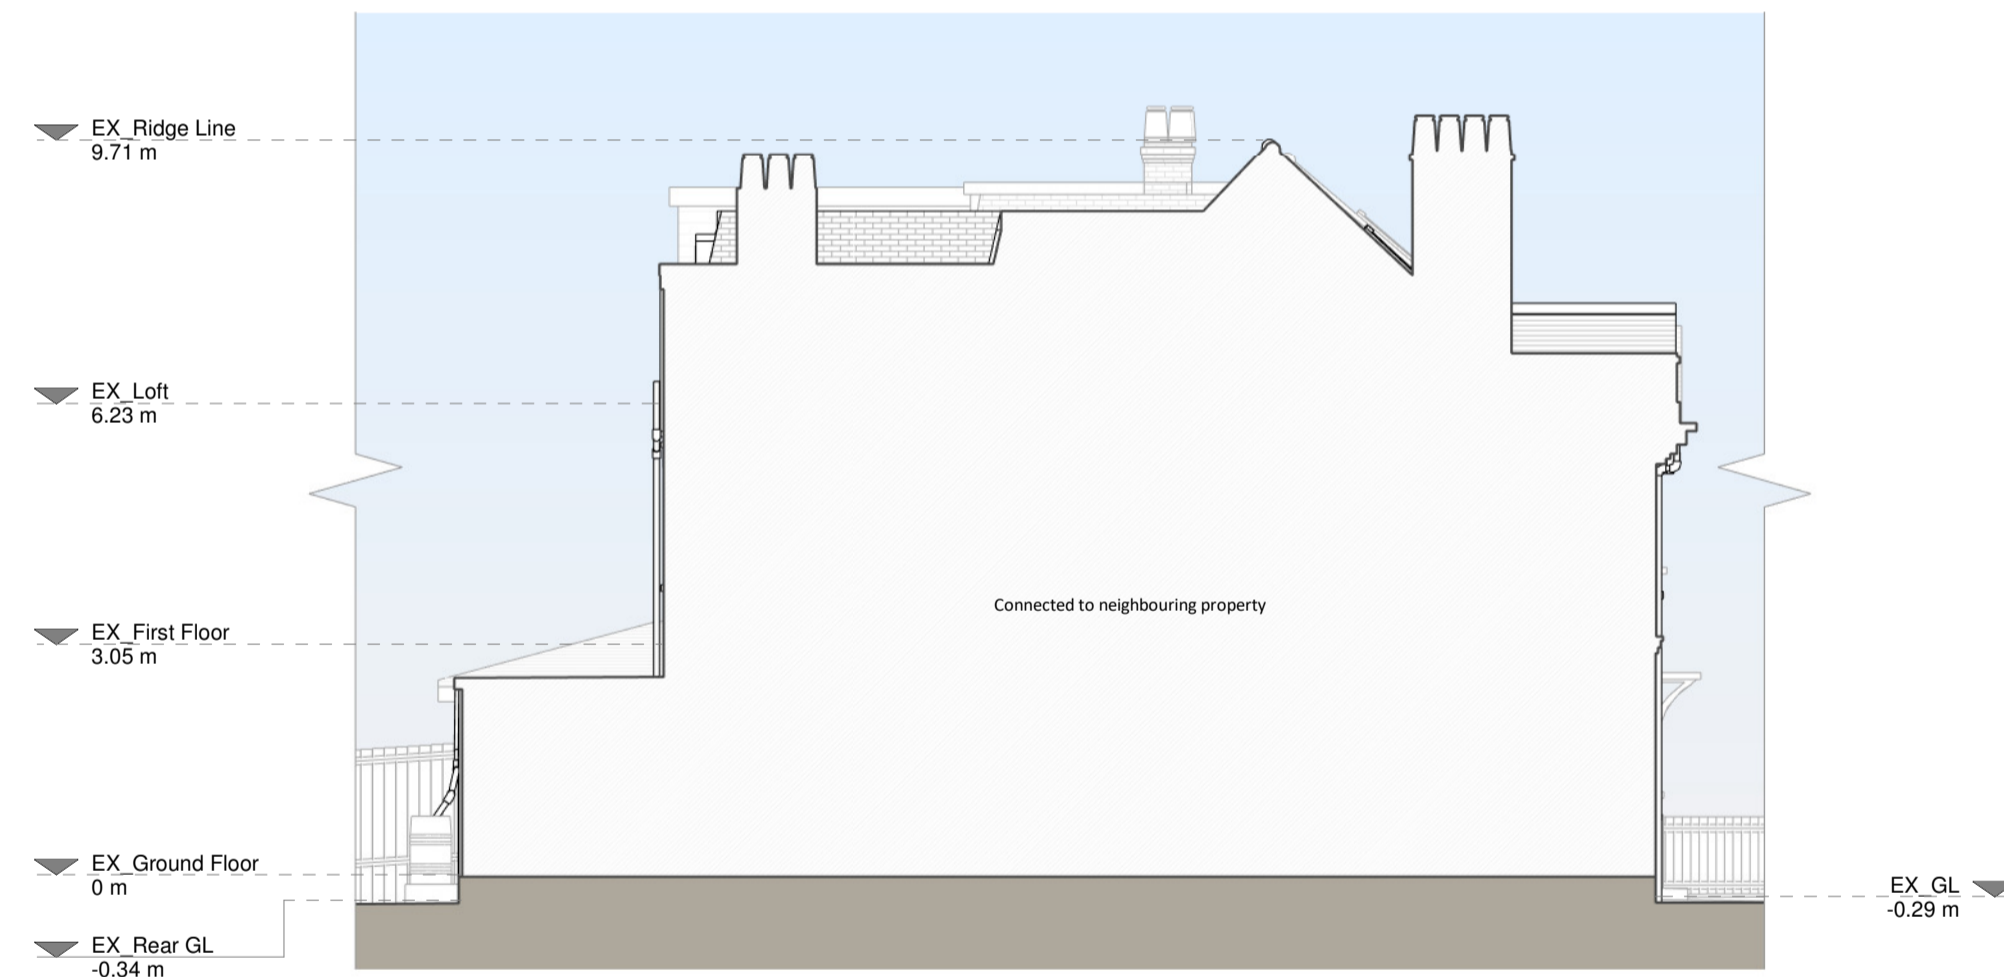 EX_Ridge Line
9.71 m
EX_Loft
6.23 m
EX_First Floor
3.05 m
Connected to neighbouring property
EX_Ground Floor
0 m
EX_GL
-0.29 m
EX_Rear GL
-0.34 m